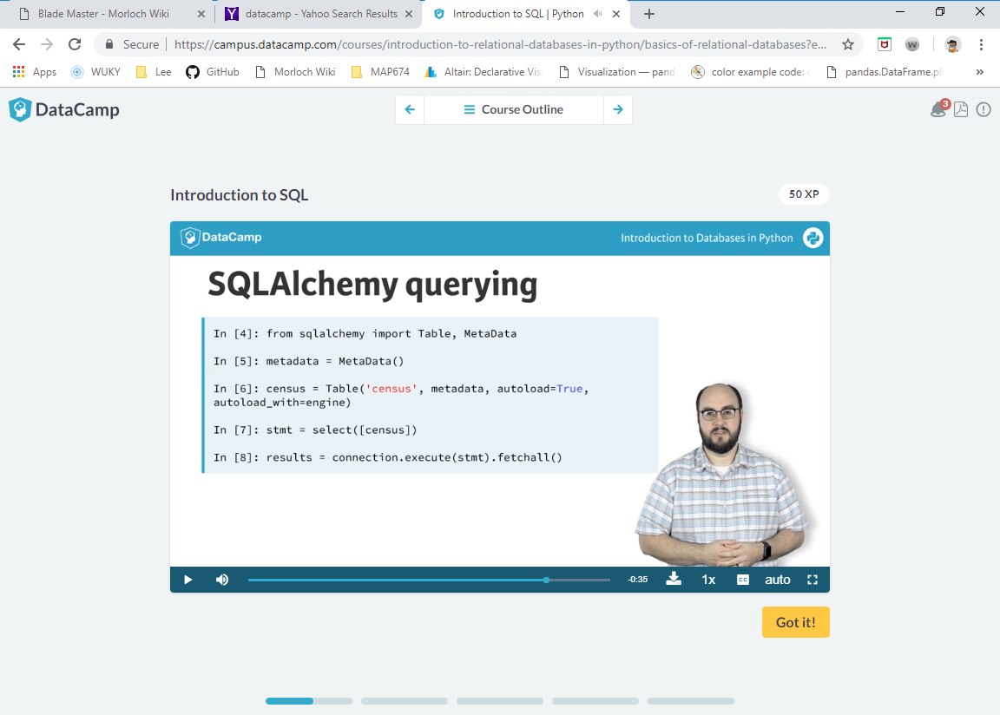 Blade Master - Morloch Wiki
datacamp - Yahoo Search Results
Introduction to SQL | Python
Secure
https://campus.datacamp.com/courses/introduction-to-relational-databases-in-python/basics-of-relational-databases?e...
Apps
WUKY
Lee
GitHub
Morloch Wiki
MAP674
Altair: Declarative Vis
Visualization — pand
color example code:
pandas.DataFrame.pl
»
DataCamp
Course Outline
3
Introduction to SQL
50 XP
DataCamp
Introduction to Databases in Python
SQLAlchemy querying
In [4]: from sqlalchemy import Table, MetaData
In [5]: metadata = MetaData()
In [6]: census = Table('census', metadata, autoload=True,
autoload_with=engine)
In [7]: stmt = select([census])
In [8]: results = connection.execute(stmt).fetchall()
-0:35
1x
CC
auto
Got it!